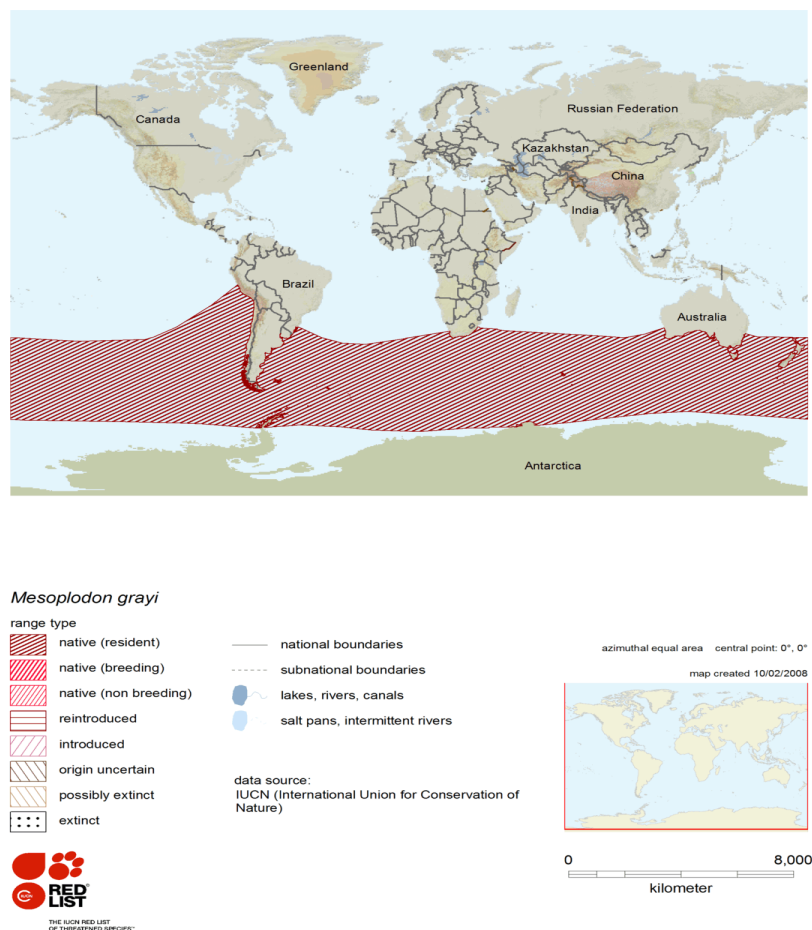 Greenland
Canada
Russian Federation
Kazakhstan
China
India
Brazil
Australia
Antarctica
Mesoplodon grayi
range type
native (resident)
native (breeding)
native (non breeding)
reintroduced
introduced
origin uncertain
possibly extinct
extinct
national boundaries
subnational boundaries
lakes, rivers, canals
salt pans, intermittent rivers
data source:
IUCN (International Union for Conservation of
Nature)
azimuthal equal area central point: 0°, 0°
map created 10/02/2008
0 8,000
kilometer
IUCN
RED
LIST
THE IUCN RED LIST
OF THREATENED SPECIES™